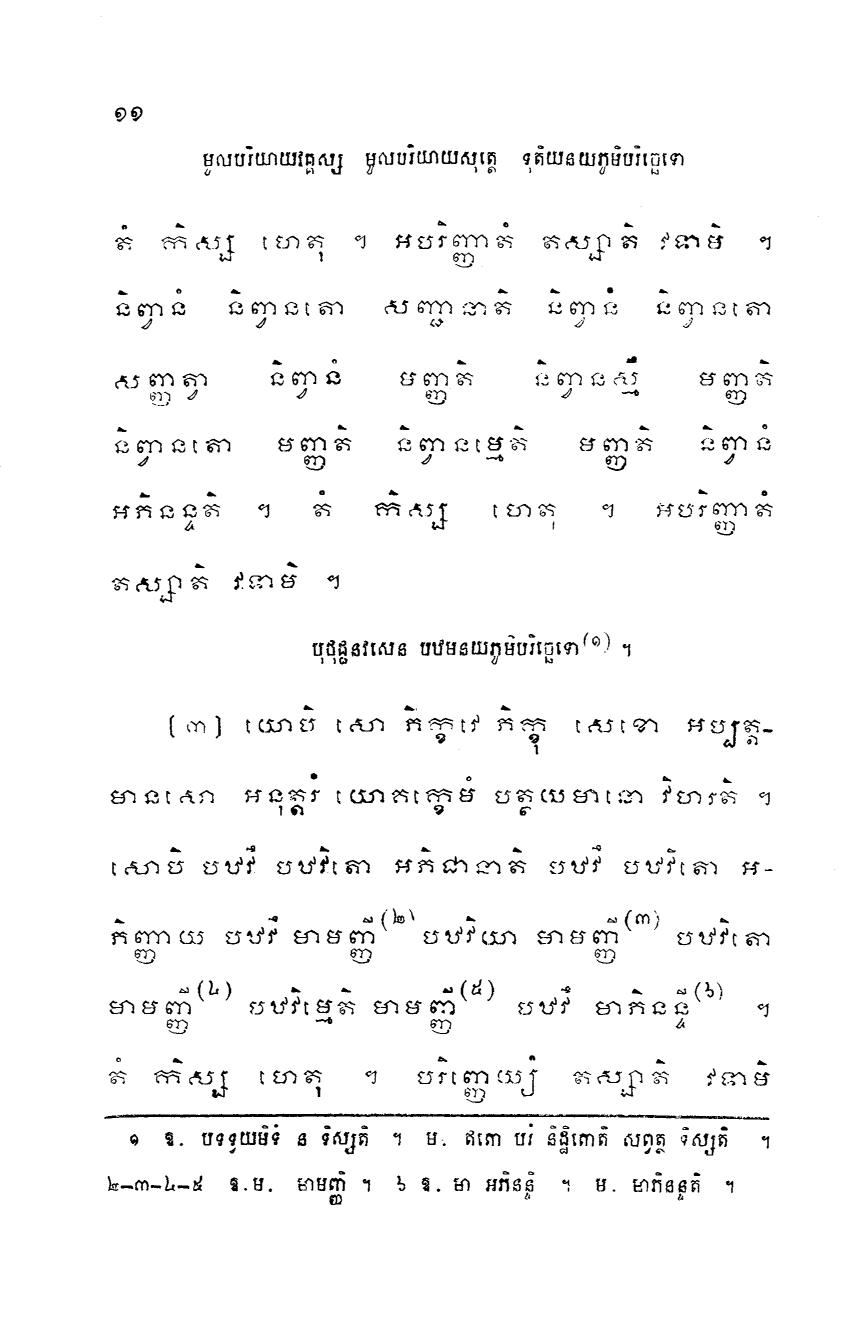 ១១
មូលបរិយាយវគ្គស្ស មូលបរិយាយសុត្តេ ទុតិយនយភូមិបរិច្ឆេទោ
តំ កិស្ស ហេតុ ។ អបរិញ្ញាតំ តស្សាតិ វទាមិ ។
និព្វានំ និព្វានតោ សញ្ជានាតិ និព្វានំ និព្វានតោ
សញ្ញត្វា និព្វានំ មញ្ញតិ និព្វានស្មឹ មញ្ញតិ
និព្វានតោ មញ្ញតិ និព្វានម្មេតិ មញ្ញតិ និព្វានំ
អភិនន្ទតិ ។ តំ កិស្ស ហេតុ ។ អបរិញ្ញាតំ
តស្សាតិ វទាមិ ។
បុថុជ្ជនវសេន បឋមនយភូមិបរិច្ឆេទោ(១) ។
[៣] យោបិ សោ ភិក្ខវេ ភិក្ខុ សេខោ អប្បត្ត-
មានសោ អនុត្តរំ យោគក្ខេមំ បត្ថយមានោ វិហរតិ ។
សោបិ បឋវឹ បឋវិតោ អភិជានាតិ បឋវឹ បឋវិតោ អ-
ភិញ្ញាយ បឋវឹ មាមញ្ញី(២) បឋវិយា មាមញ្ញី(៣) បឋវិតោ
មាមញ្ញី(៤) បឋវិម្មេតិ មាមញ្ញី(៥) បឋវឹ មាភិនន្ទី(៦) ។
តំ កិស្ស ហេតុ ។ បរិញ្ញេយ្យំ តស្សាតិ វទាមិ
១ ឱ. បទទ្វយមិទំ ន ទិស្សតិ ។ ម. ឥតោ បរំ និដ្ឋិតោតិ សព្វត្ថ ទិស្សតិ ។
២-៣-៤-៥ ឱ.ម. មាមញ្ញិ ។ ៦ ឱ. មា អភិនន្ទិ ។ ម. មាភិនន្ទតិ ។